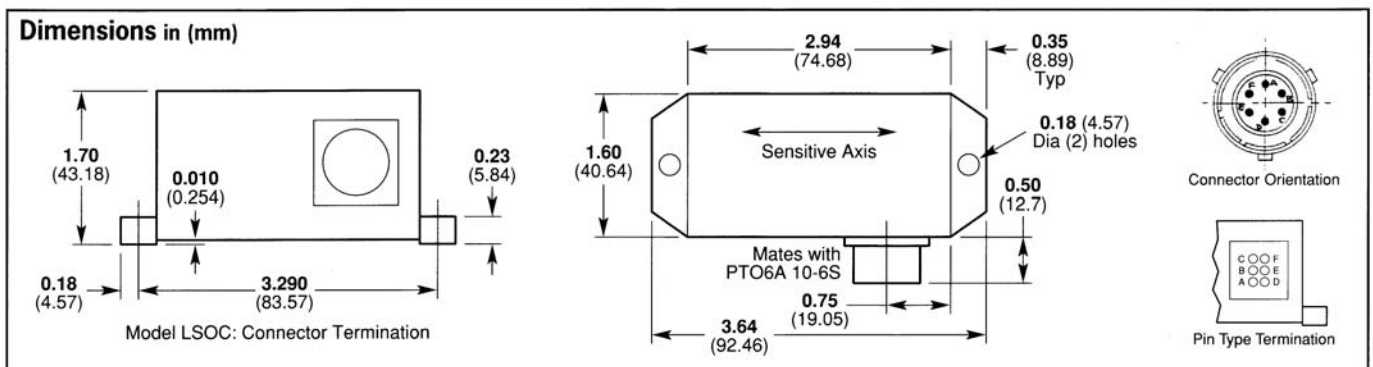 Dimensions in (mm)
1.70
(43.18)
0.010
(0.254)
0.23
(5.84)
0.18
(4.57)
3.290
(83.57)
Model LSOC: Connector Termination
2.94
(74.68)
0.35
(8.89)
Typ
1.60
(40.64)
Sensitive Axis
0.18 (4.57)
Dia (2) holes
0.50
(12.7)
Mates with
PTO6A 10-6S
0.75
(19.05)
3.64
(92.46)
F A
E B
D C
Connector Orientation
C F
B E
A D
Pin Type Termination